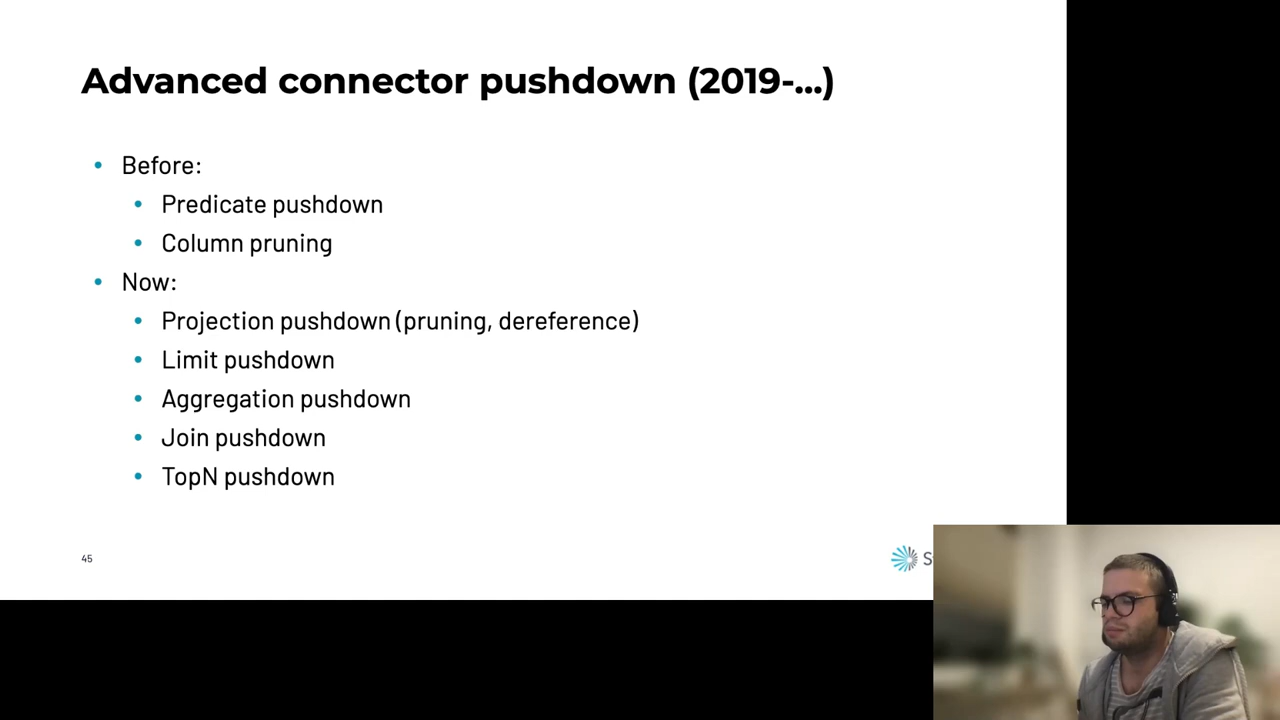 Advanced connector pushdown (2019-...)
• Before:
• Predicate pushdown
• Column pruning
• Now:
• Projection pushdown (pruning, dereference)
• Limit pushdown
• Aggregation pushdown
• Join pushdown
• TopN pushdown
45